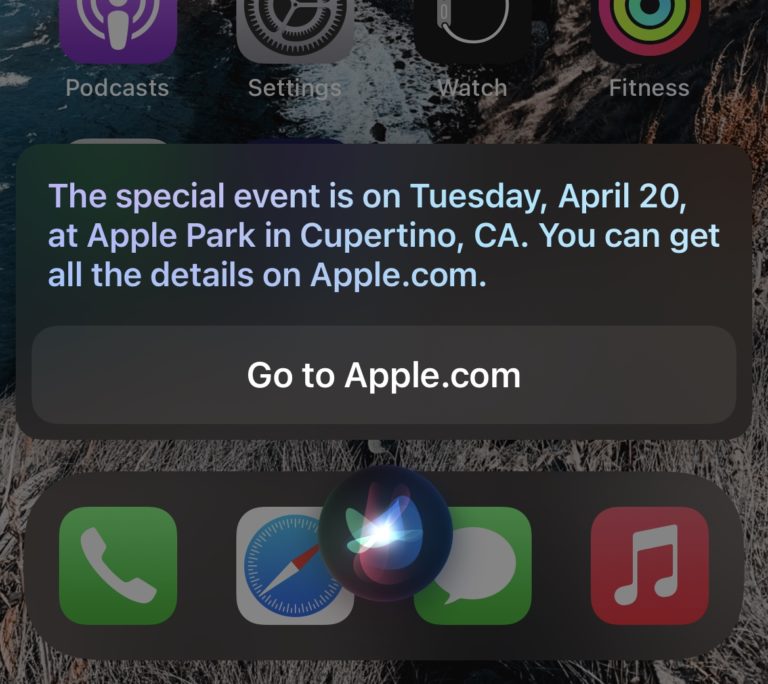 Podcasts Settings Watch Fitness
The special event is on Tuesday, April 20,
at Apple Park in Cupertino, CA. You can get
all the details on Apple.com.
Go to Apple.com